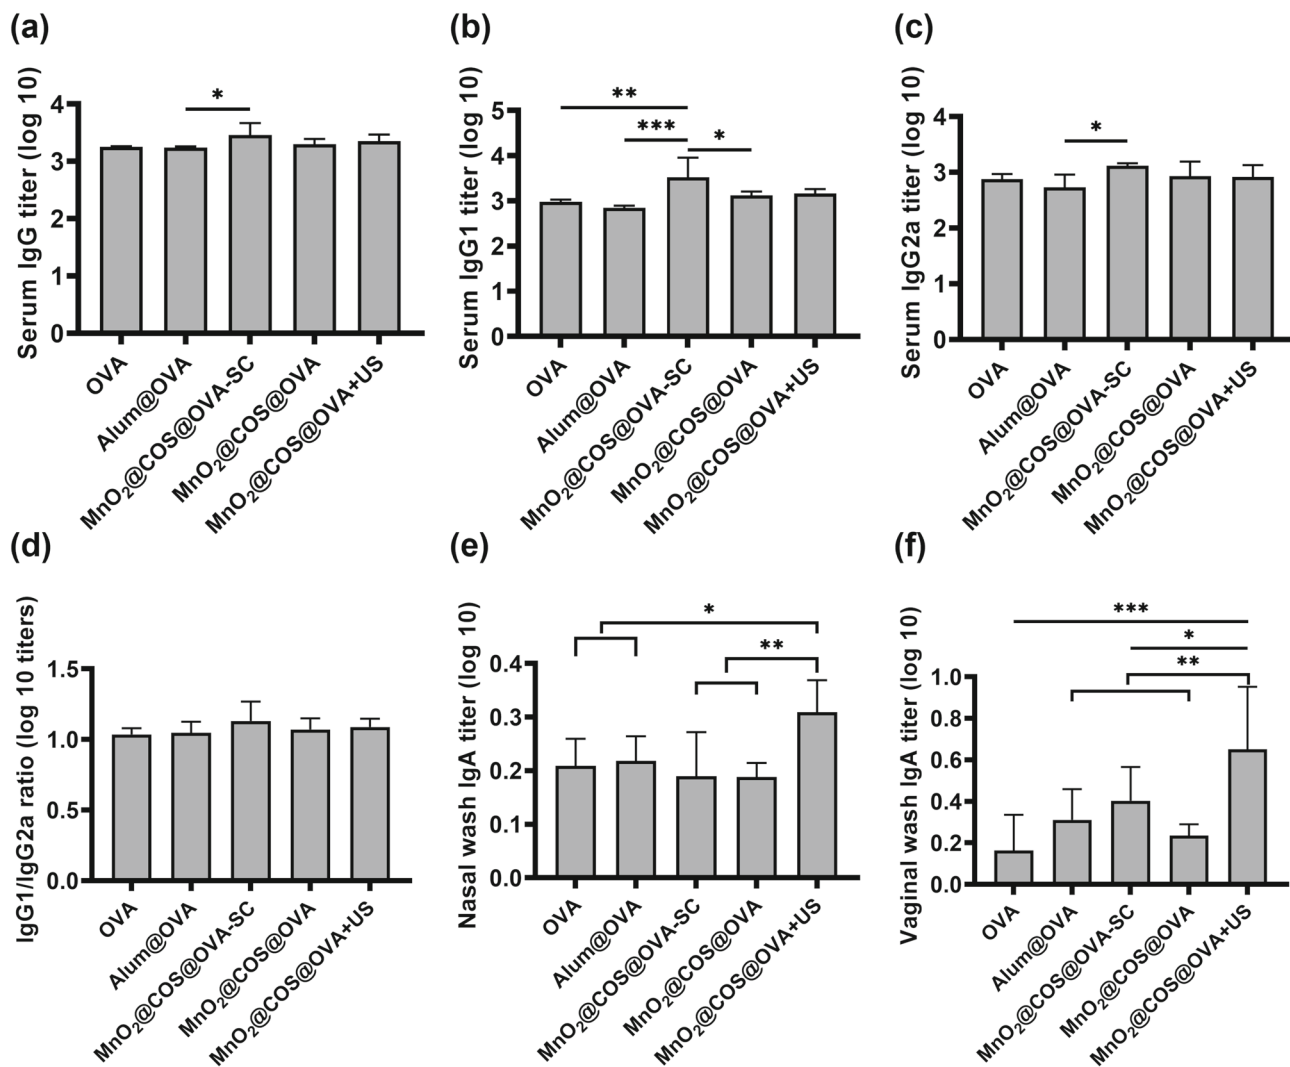 (a)
Serum IgG titer (log 10)
4
3
2
1
0
*
OVA
Alum@OVA
MnO₂@COS@OVA-SC
MnO₂@COS@OVA
MnO₂@COS@OVA+US
(b)
Serum IgG1 titer (log 10)
5
4
3
2
1
0
**
***
*
OVA
Alum@OVA
MnO₂@COS@OVA-SC
MnO₂@COS@OVA
MnO₂@COS@OVA+US
(c)
Serum IgG2a titer (log 10)
4
3
2
1
0
*
OVA
Alum@OVA
MnO₂@COS@OVA-SC
MnO₂@COS@OVA
MnO₂@COS@OVA+US
(d)
IgG1/IgG2a ratio (log 10 titers)
1.5
1.0
0.5
0.0
OVA
Alum@OVA
MnO₂@COS@OVA-SC
MnO₂@COS@OVA
MnO₂@COS@OVA+US
(e)
Nasal wash IgA titer (log 10)
0.4
0.3
0.2
0.1
0.0
*
**
OVA
Alum@OVA
MnO₂@COS@OVA-SC
MnO₂@COS@OVA
MnO₂@COS@OVA+US
(f)
Vaginal wash IgA titer (log 10)
1.0
0.8
0.6
0.4
0.2
0.0
***
*
**
OVA
Alum@OVA
MnO₂@COS@OVA-SC
MnO₂@COS@OVA
MnO₂@COS@OVA+US